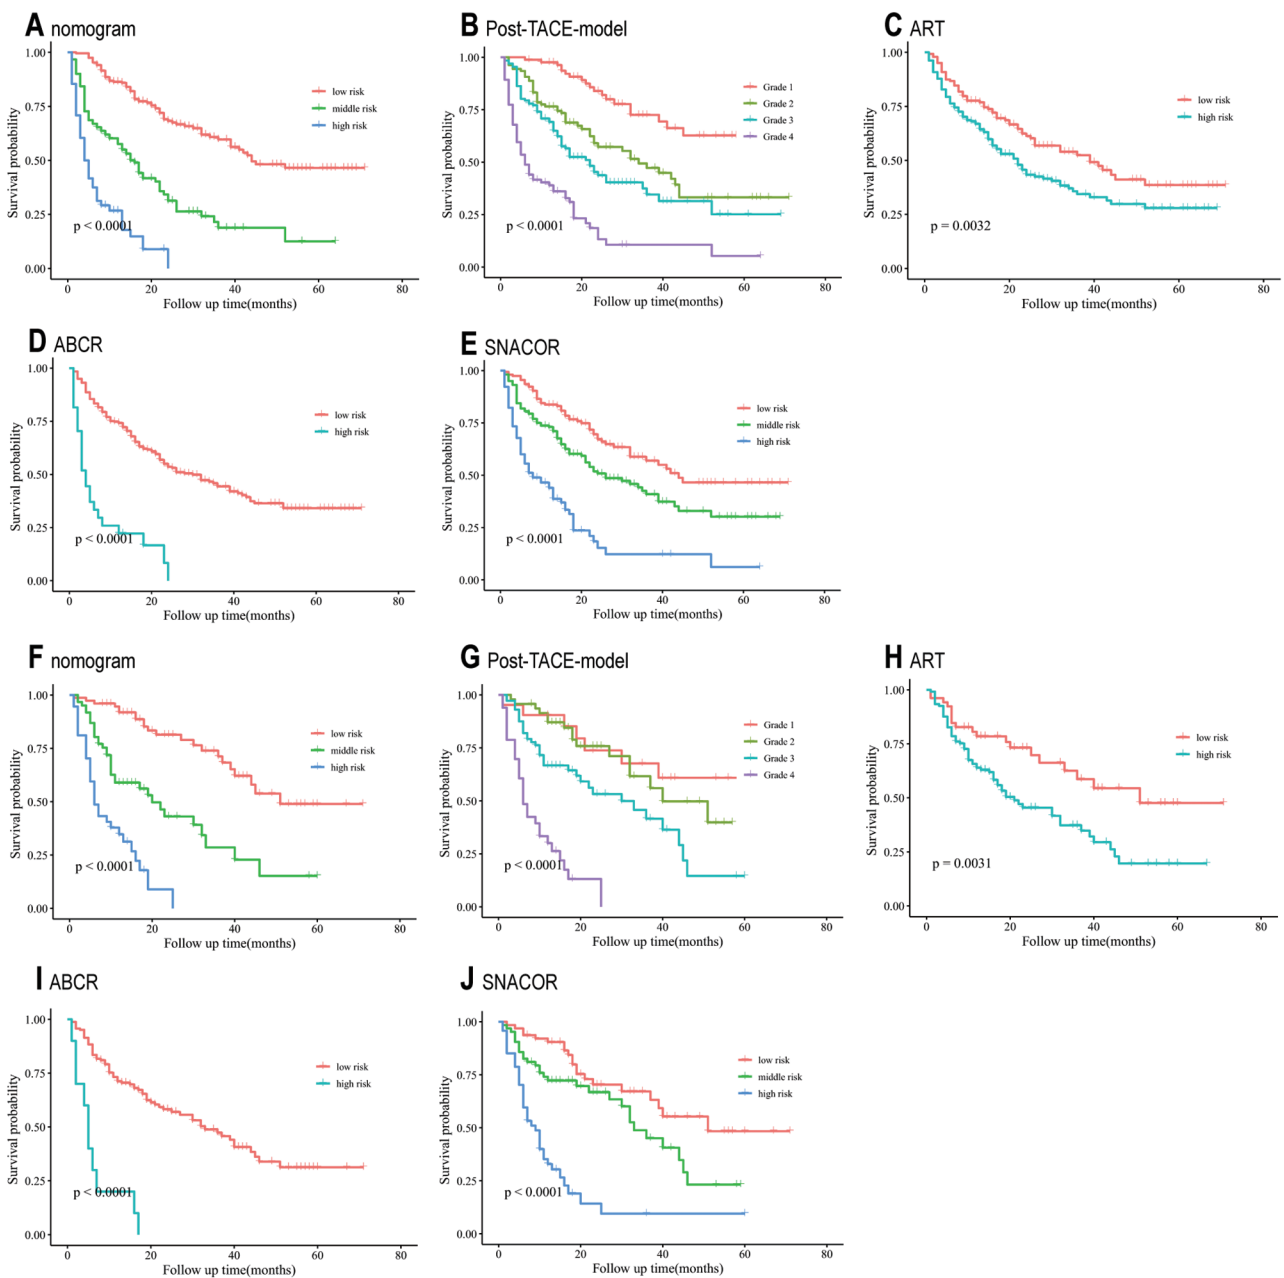 A nomogram
1.00
0.75
0.50
0.25
0.00
Survival probability
low risk
middle risk
high risk
p < 0.0001
0 20 40 60 80
Follow up time(months)
B Post-TACE-model
1.00
0.75
0.50
0.25
0.00
Survival probability
Grade 1
Grade 2
Grade 3
Grade 4
p < 0.0001
0 20 40 60 80
Follow up time(months)
C ART
1.00
0.75
0.50
0.25
0.00
Survival probability
low risk
high risk
p = 0.0032
0 20 40 60 80
Follow up time(months)
D ABCR
1.00
0.75
0.50
0.25
0.00
Survival probability
low risk
high risk
p < 0.0001
0 20 40 60 80
Follow up time(months)
E SNACOR
1.00
0.75
0.50
0.25
0.00
Survival probability
low risk
middle risk
high risk
p < 0.0001
0 20 40 60 80
Follow up time(months)
F nomogram
1.00
0.75
0.50
0.25
0.00
Survival probability
low risk
middle risk
high risk
p < 0.0001
0 20 40 60 80
Follow up time(months)
G Post-TACE-model
1.00
0.75
0.50
0.25
0.00
Survival probability
Grade 1
Grade 2
Grade 3
Grade 4
p < 0.0001
0 20 40 60 80
Follow up time(months)
H ART
1.00
0.75
0.50
0.25
0.00
Survival probability
low risk
high risk
p = 0.0031
0 20 40 60 80
Follow up time(months)
I ABCR
1.00
0.75
0.50
0.25
0.00
Survival probability
low risk
high risk
p < 0.0001
0 20 40 60 80
Follow up time(months)
J SNACOR
1.00
0.75
0.50
0.25
0.00
Survival probability
low risk
middle risk
high risk
p < 0.0001
0 20 40 60 80
Follow up time(months)